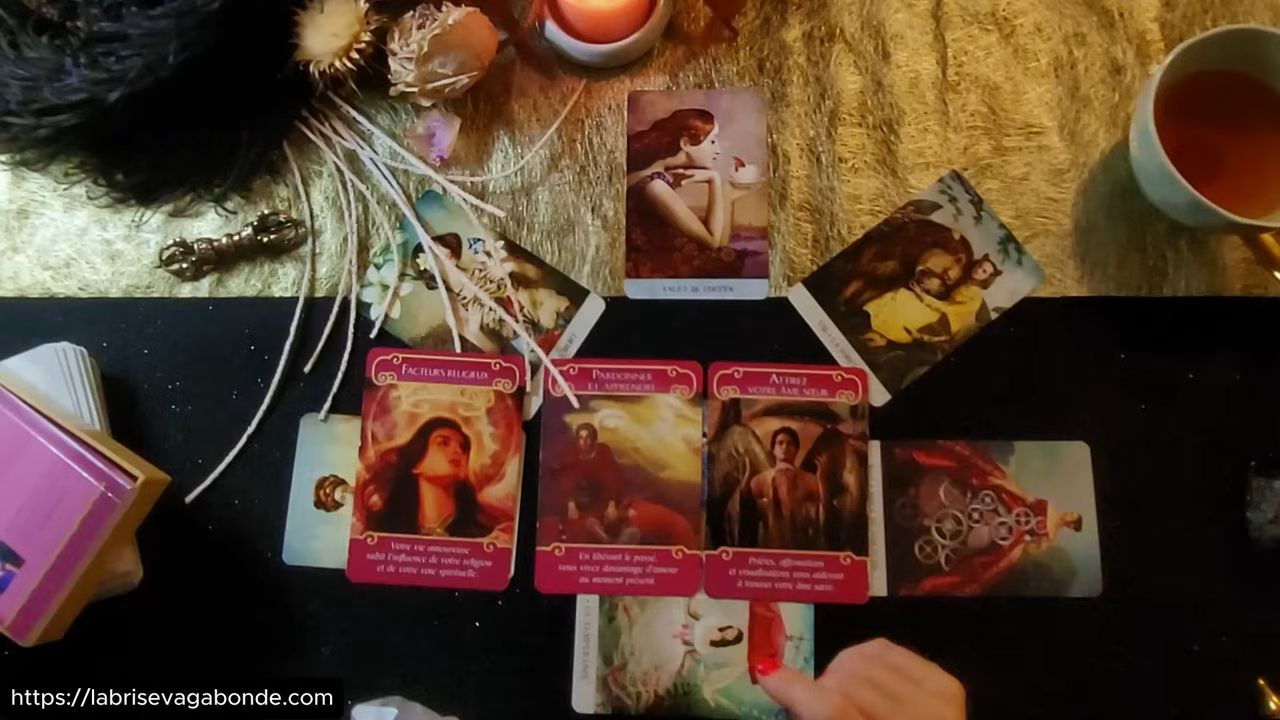 VALET DE COUPES
FACTEURS RELIGIEUX
Votre vie amoureuse
subit l'influence de votre religion
et de votre voie spirituelle.
PARDONNER
ET APPRENDRE
En libérant le passé,
vous vivez davantage d'amour
au moment présent.
ATTIREZ
VOTRE ÂME SŒUR
Prières, affirmations
et visualisations vous aideront
à trouver votre âme sœur.
https://labrisevagabonde.com